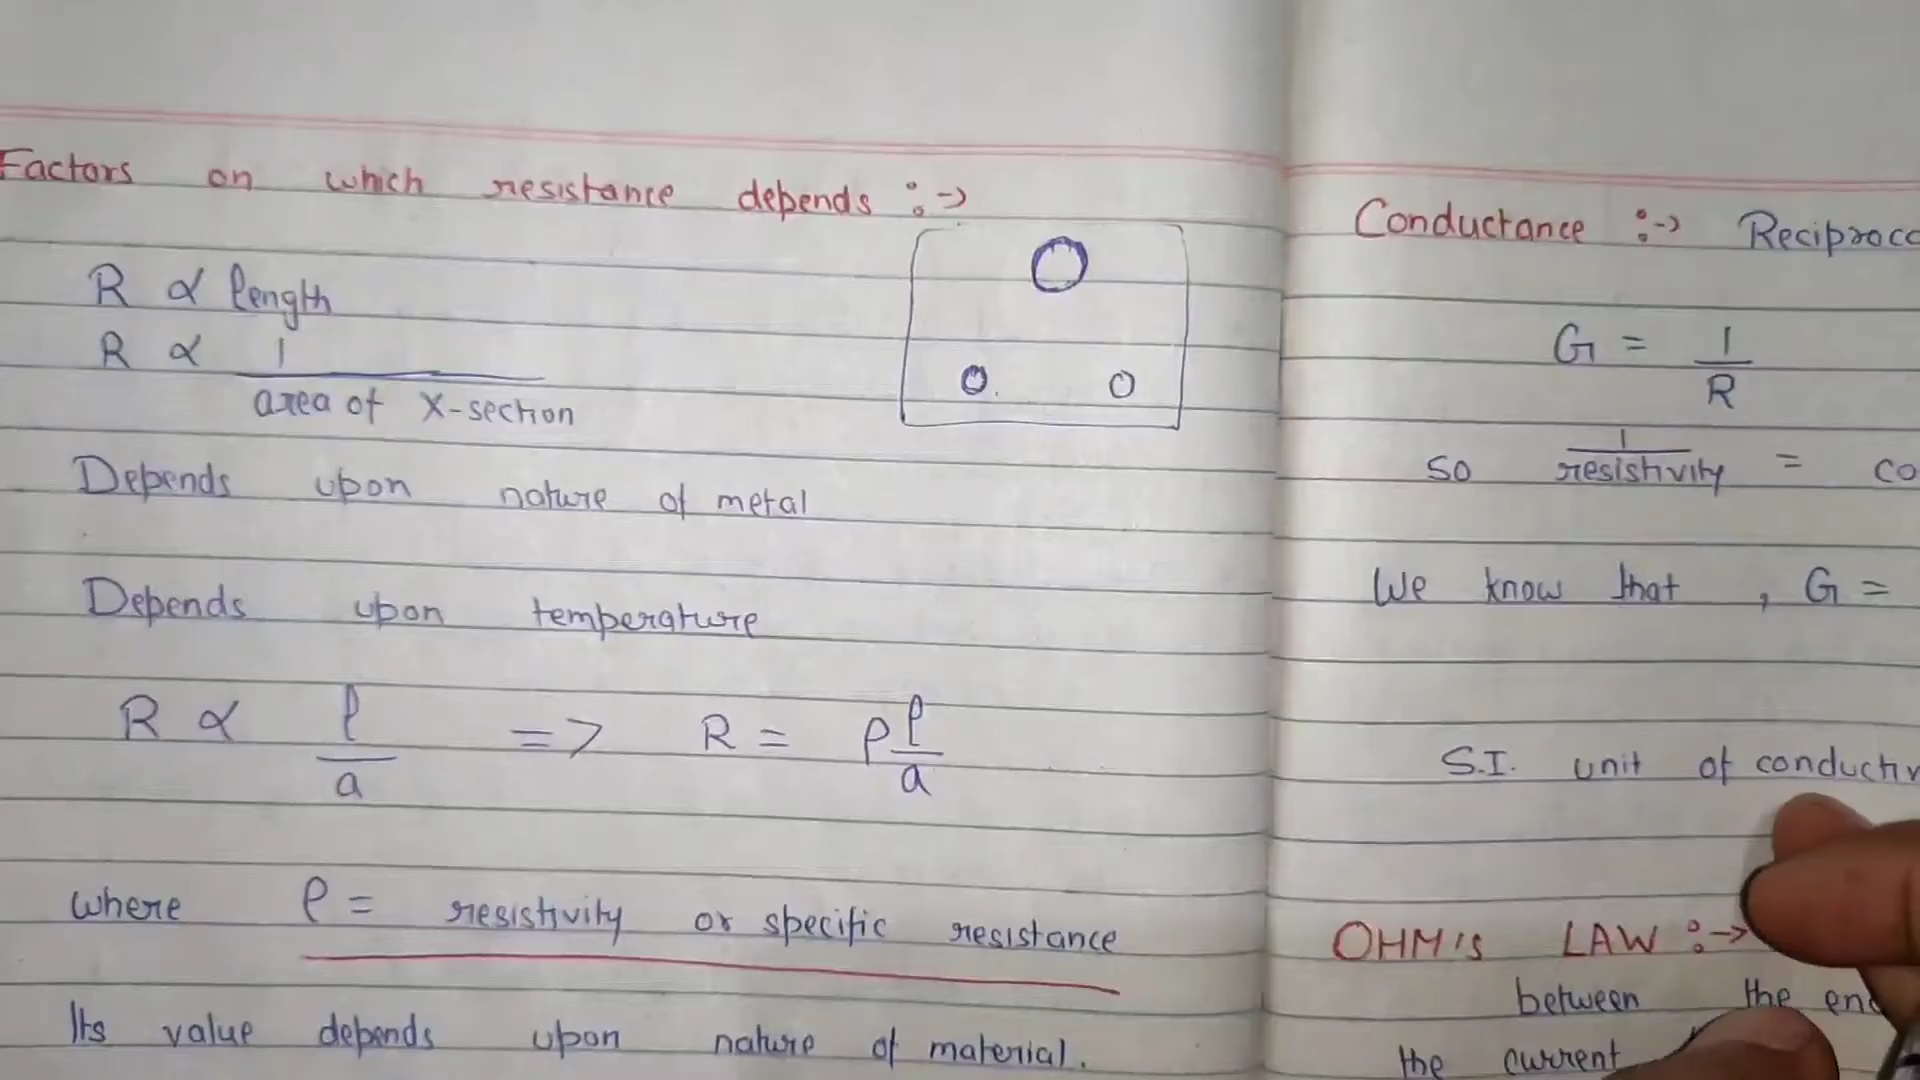 Factors on which resistance depends :->
R ∝ length
R ∝ 1
area of X-section
Depends upon nature of metal
Depends upon temperature
R ∝ l/a => R = ρl/a
where ρ = resistivity or specific resistance
Its value depends upon nature of material.
Conductance :-> Reciproc
G = 1/R
so 1/resistivity = co
We know that , G =
S.I. unit of conductiv
OHM's LAW :->
between the en
the current